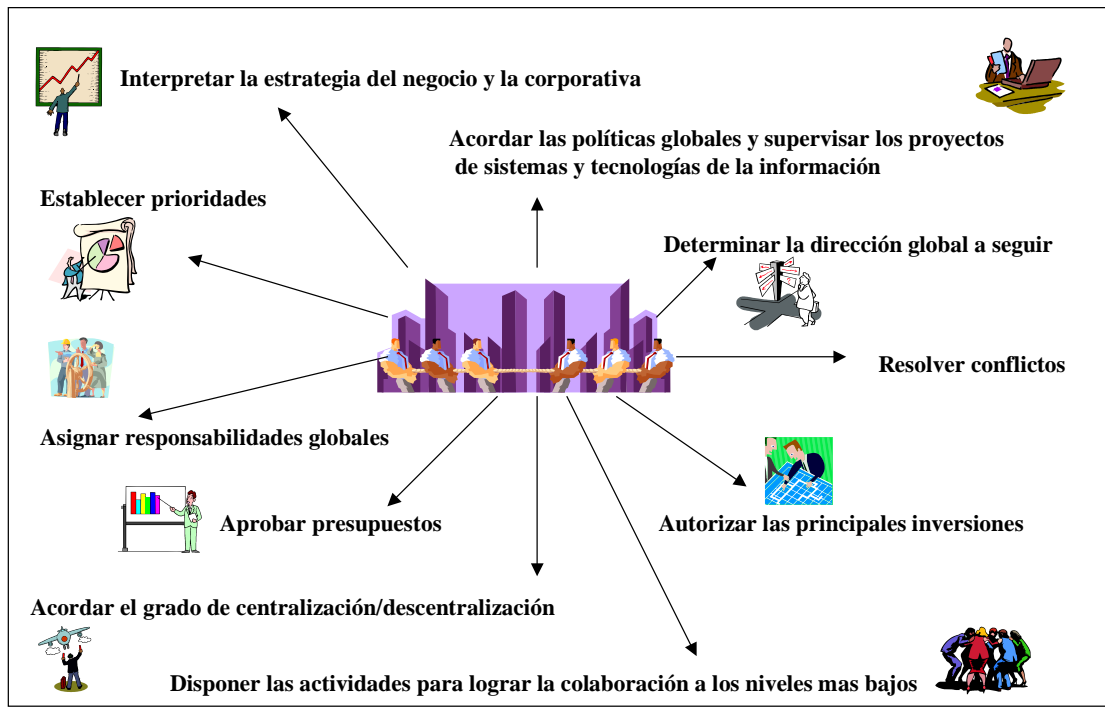 Interpretar la estrategia del negocio y la corporativa
Acordar las políticas globales y supervisar los proyectos
de sistemas y tecnologías de la información
Establecer prioridades
Determinar la dirección global a seguir
Resolver conflictos
Asignar responsabilidades globales
Aprobar presupuestos
Autorizar las principales inversiones
Acordar el grado de centralización/descentralización
Disponer las actividades para lograr la colaboración a los niveles mas bajos